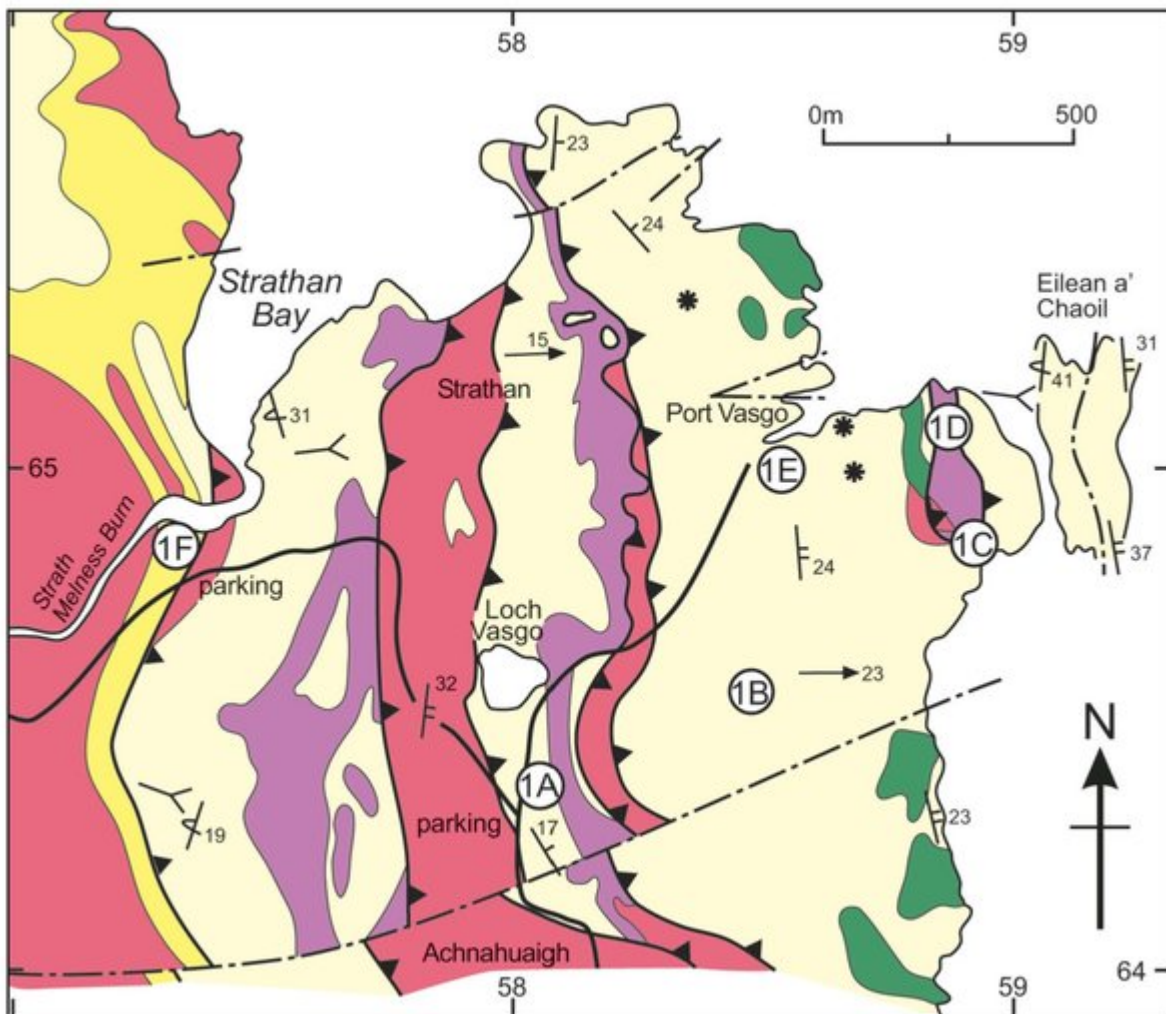 58
59
0m
500
23
24
Strathan
Bay
Eilean a'
Chaoil
31
41
15
Strathan
Port Vasgo
31
1D
65
1E
Strath
Melness Burn
1F
1C
parking
24
37
Loch
Vasgo
32
1B
23
N
1A
parking
17
23
19
Achnahuaigh
58
59
64